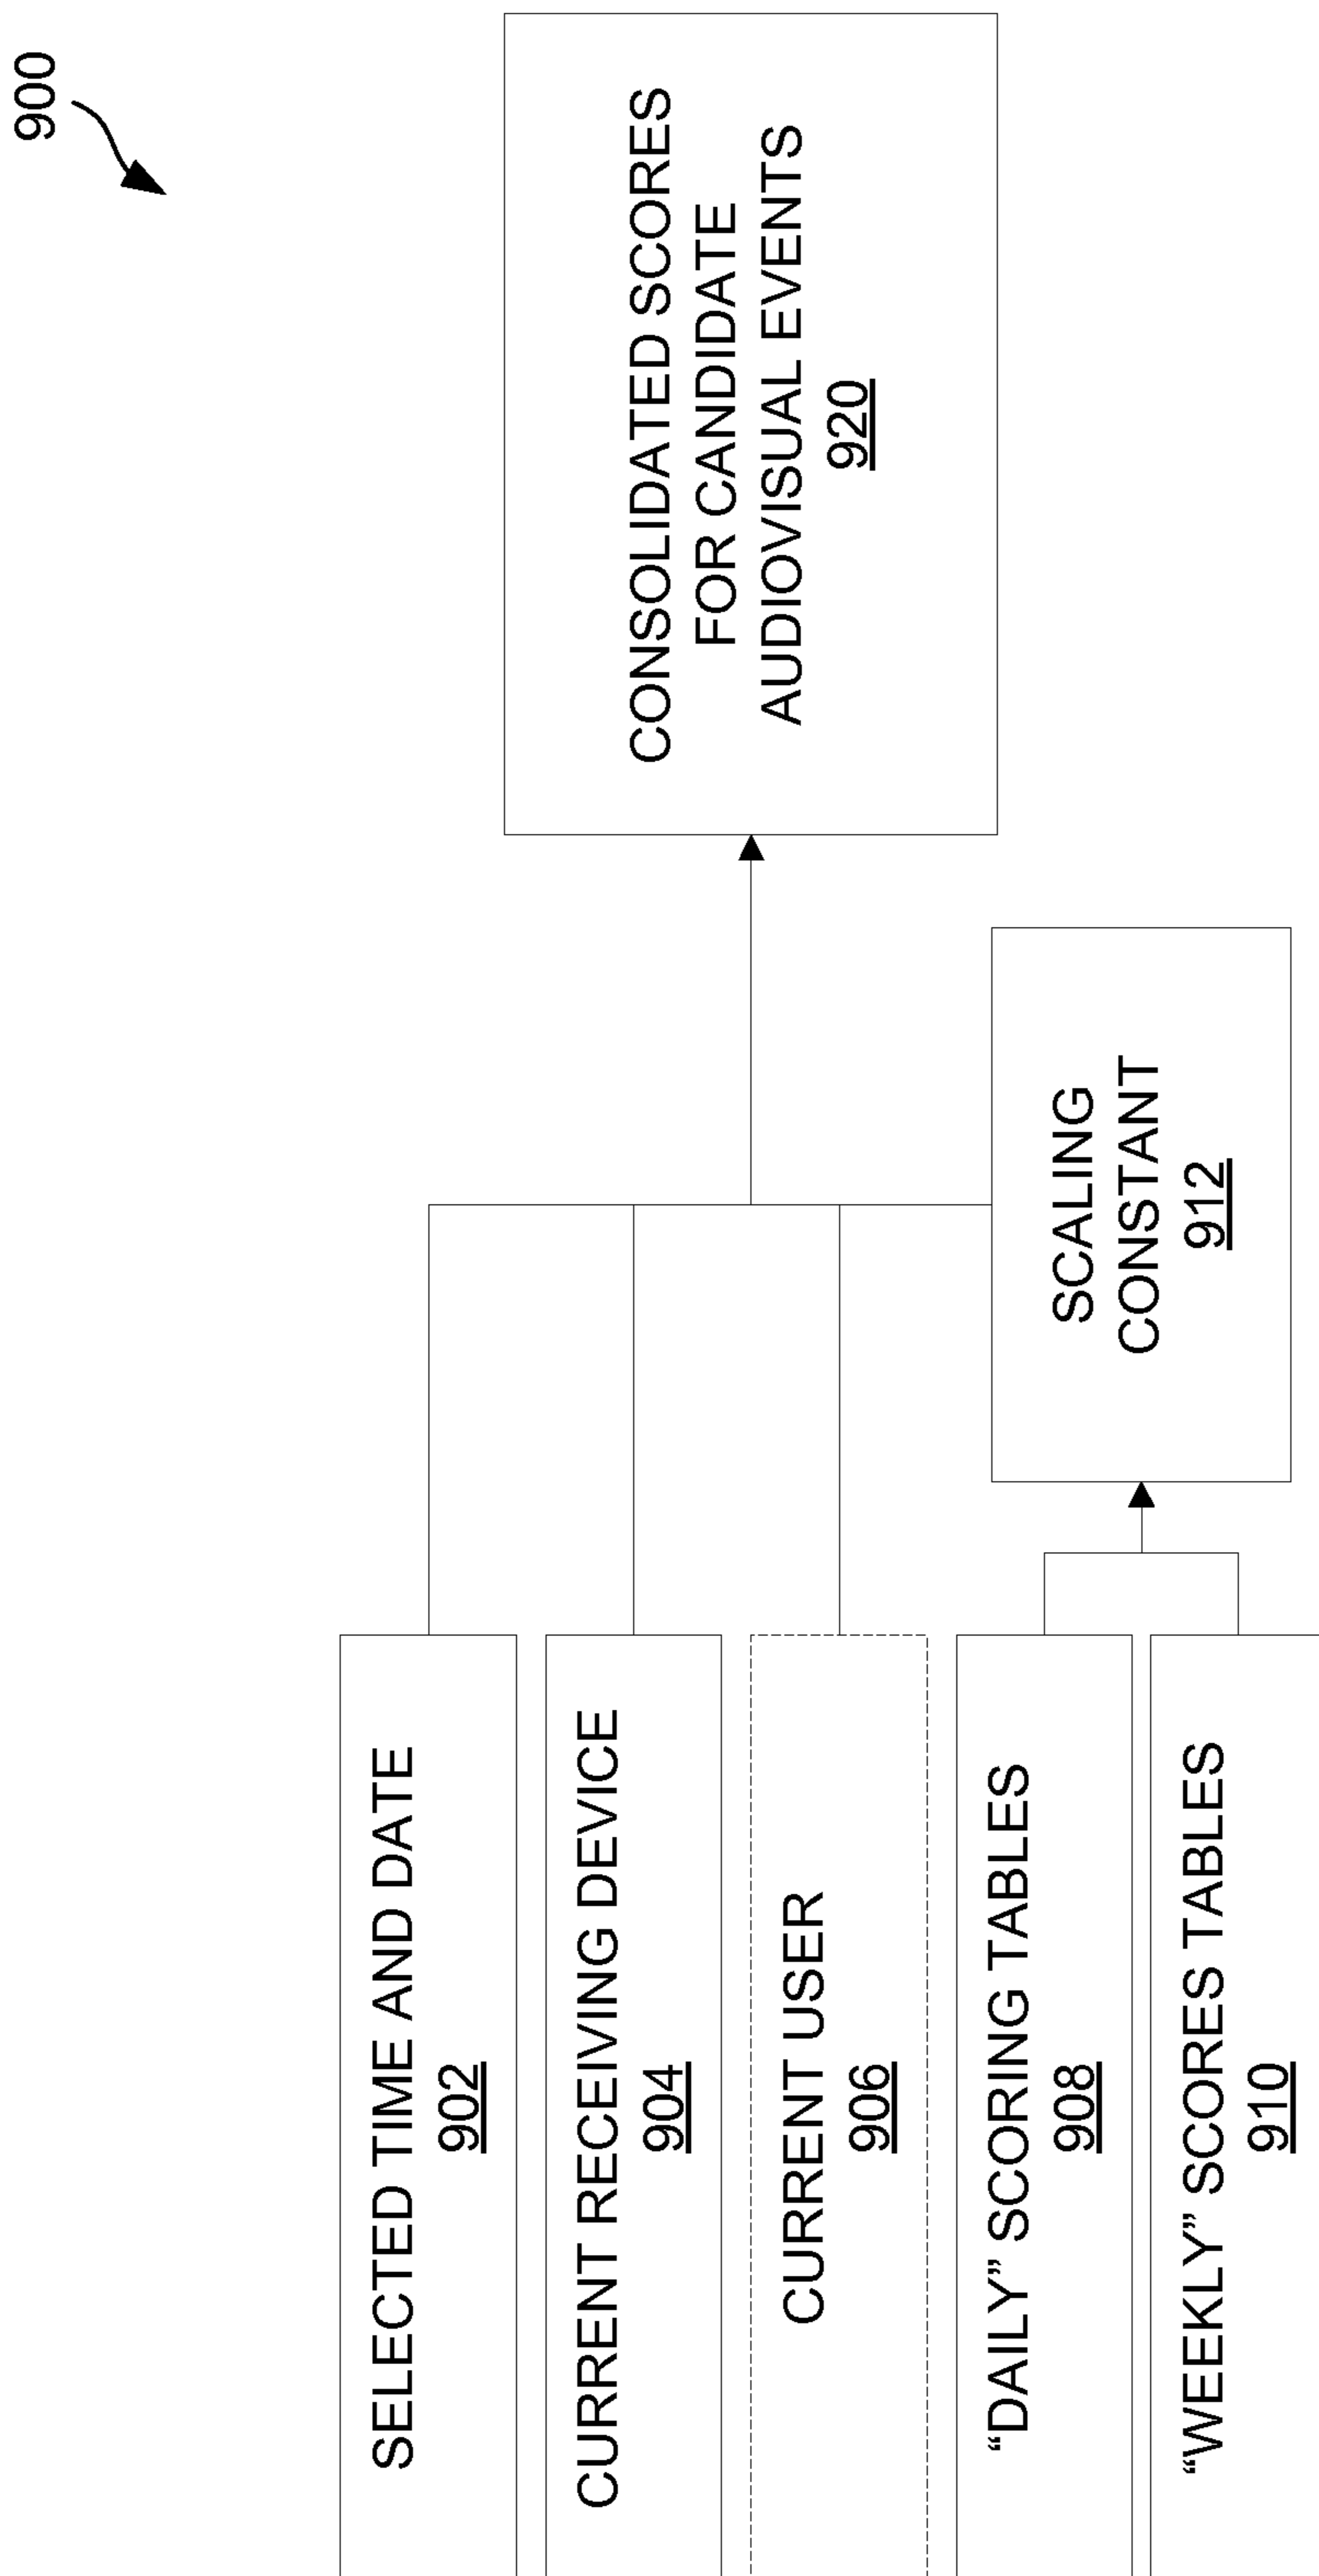 900
SELECTED TIME AND DATE
902
CURRENT RECEIVING DEVICE
904
CURRENT USER
906
“DAILY” SCORING TABLES
908
“WEEKLY” SCORES TABLES
910
SCALING
CONSTANT
912
CONSOLIDATED SCORES
FOR CANDIDATE
AUDIOVISUAL EVENTS
920